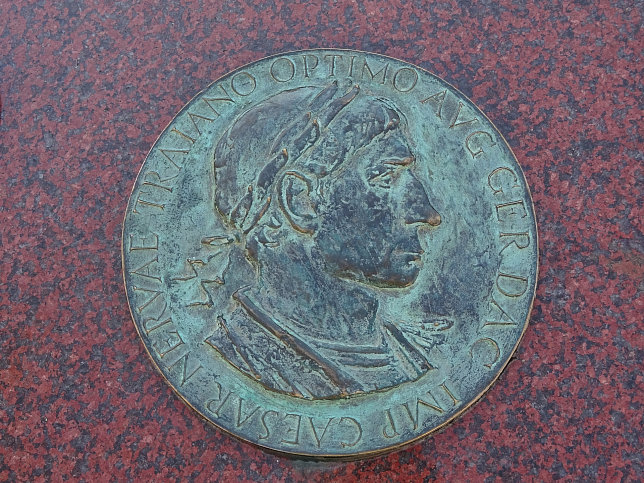 IMP CAESAR NERVAE TRAIANO OPTIMO AVG GER DAC